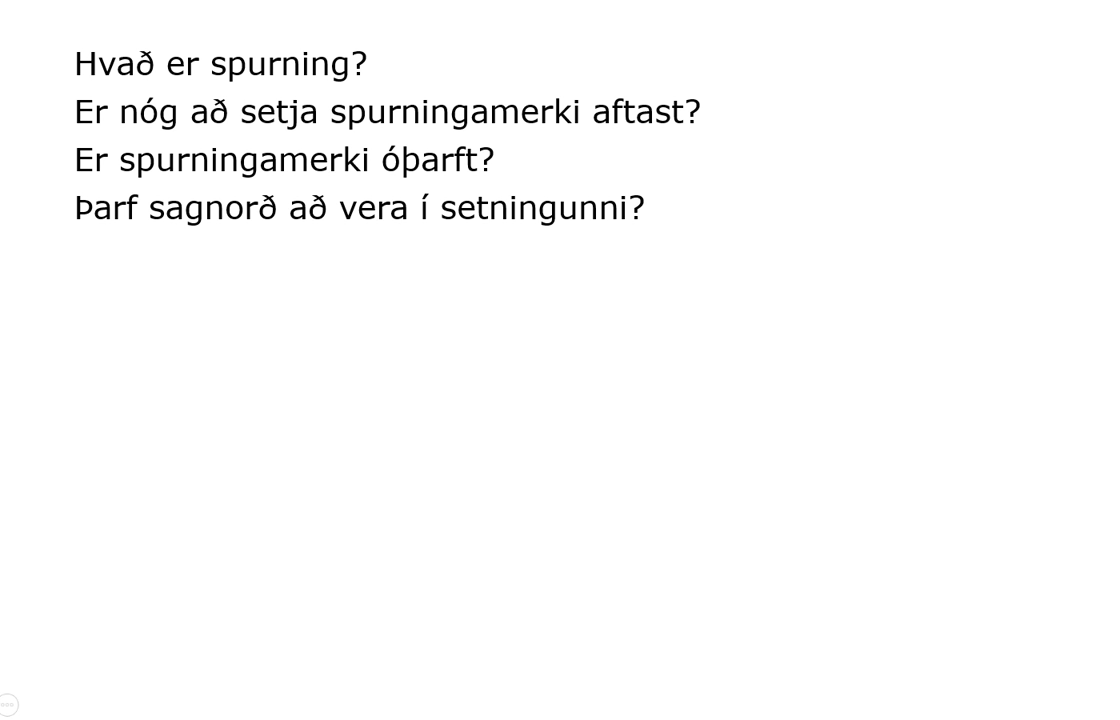 Hvað er spurning?
Er nóg að setja spurningamerki aftast?
Er spurningamerki óþarft?
Þarf sagnorð að vera í setningunni?